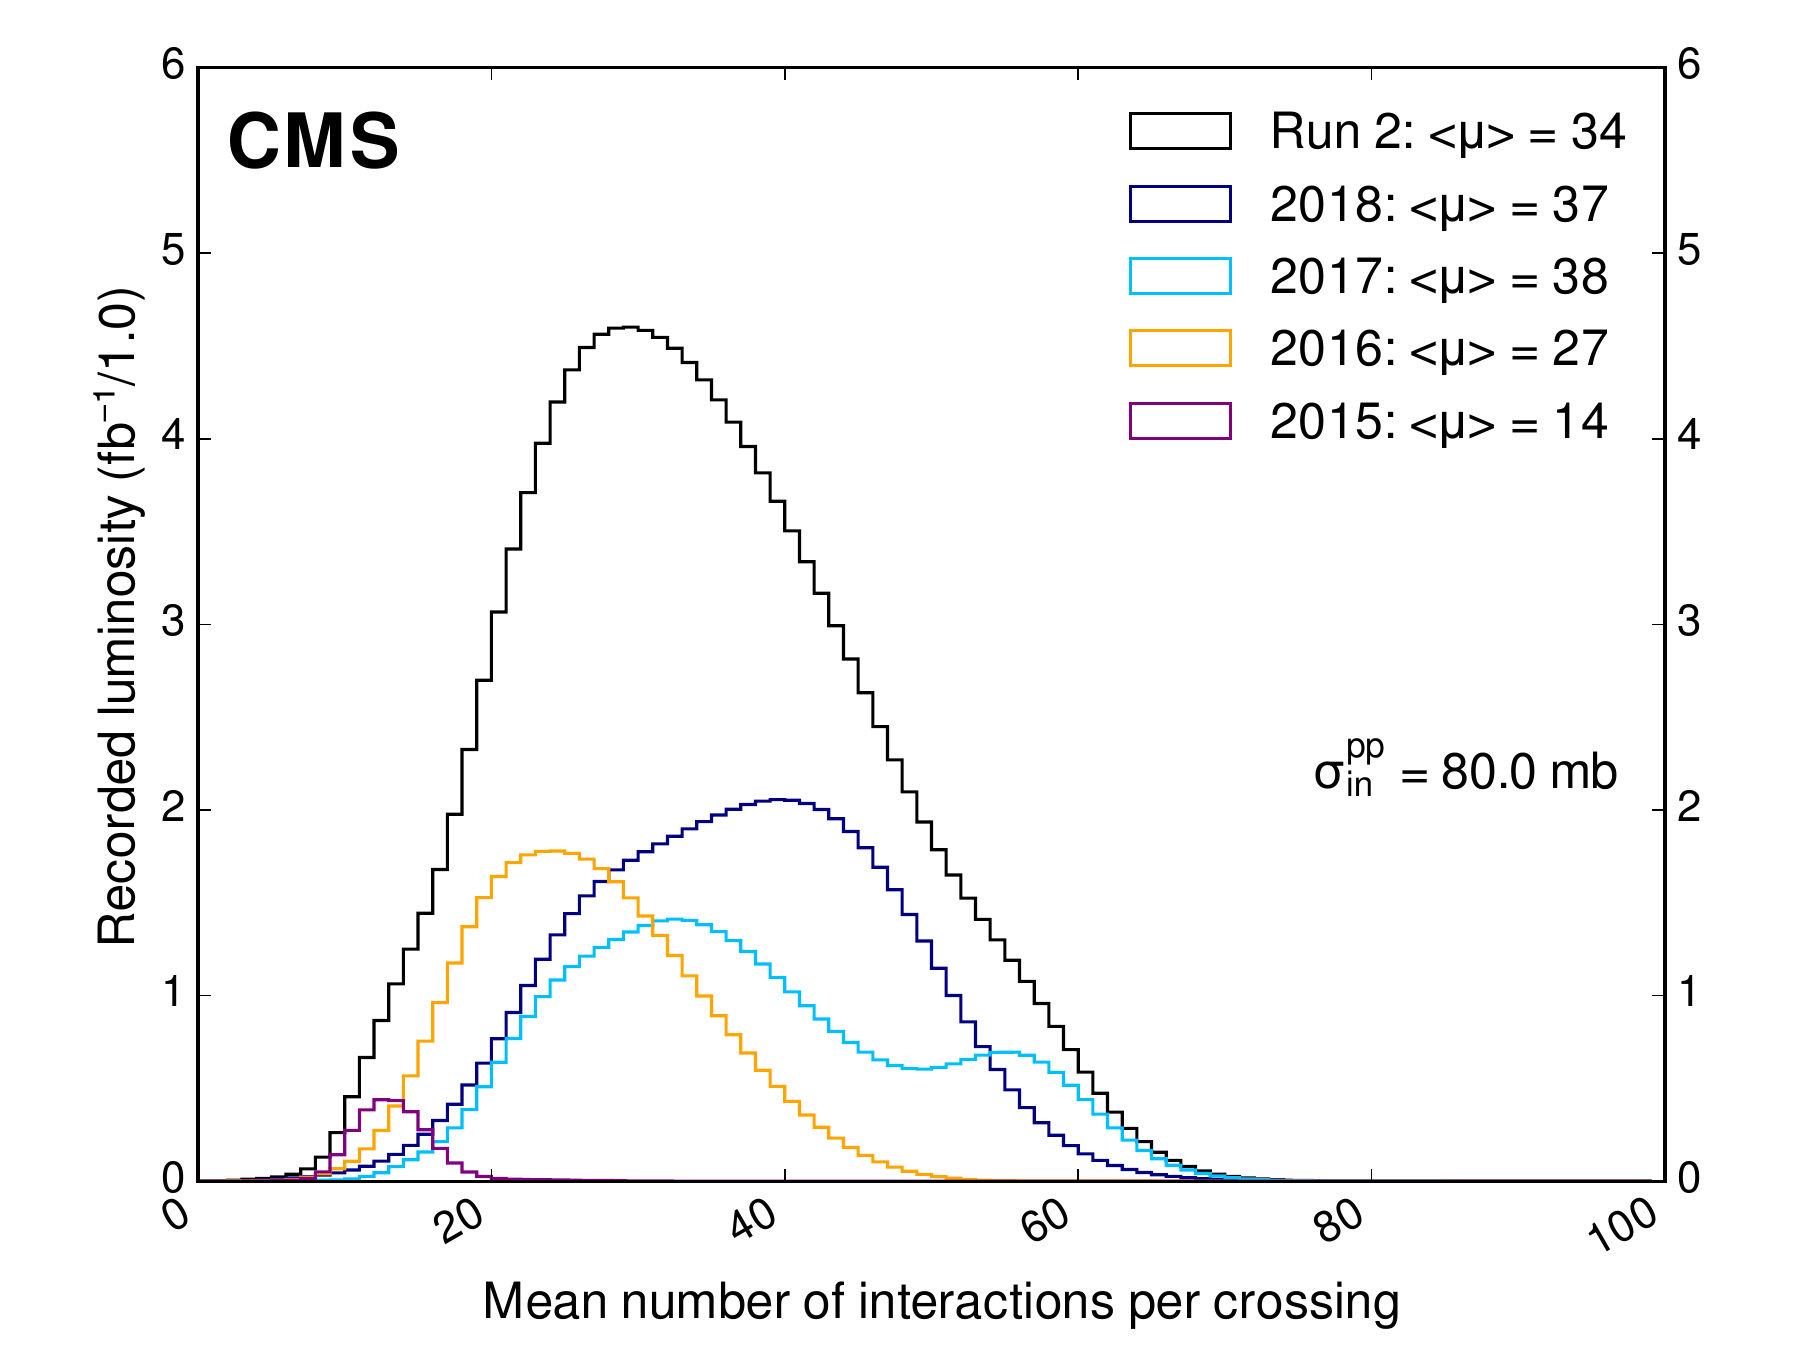 CMS
Run 2: <μ> = 34
2018: <μ> = 37
2017: <μ> = 38
2016: <μ> = 27
2015: <μ> = 14
σ_in^pp = 80.0 mb
Recorded luminosity (fb⁻¹/1.0)
6
5
4
3
2
1
0
6
5
4
3
2
1
0
0 20 40 60 80 100
Mean number of interactions per crossing